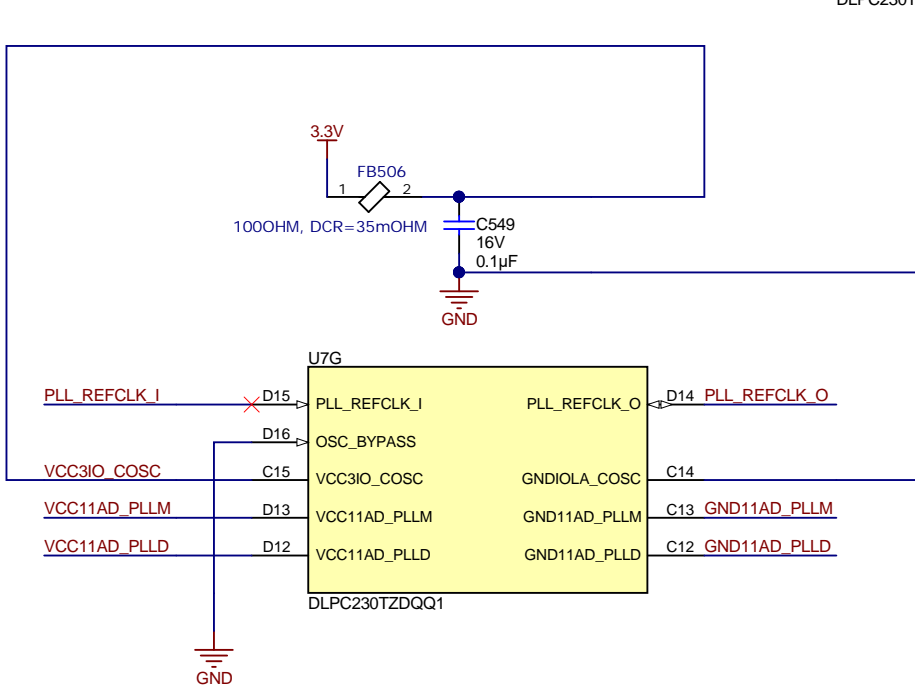 3.3V
FB506
1
2
100OHM, DCR=35mOHM
C549
16V
0.1µF
GND
U7G
PLL_REFCLK_I
D15
PLL_REFCLK_I
PLL_REFCLK_O
D14
PLL_REFCLK_O
D16
OSC_BYPASS
VCC3IO_COSC
C15
VCC3IO_COSC
GNDIOLA_COSC
C14
VCC11AD_PLLM
D13
VCC11AD_PLLM
GND11AD_PLLM
C13
GND11AD_PLLM
VCC11AD_PLLD
D12
VCC11AD_PLLD
GND11AD_PLLD
C12
GND11AD_PLLD
DLPC230TZDQQ1
GND